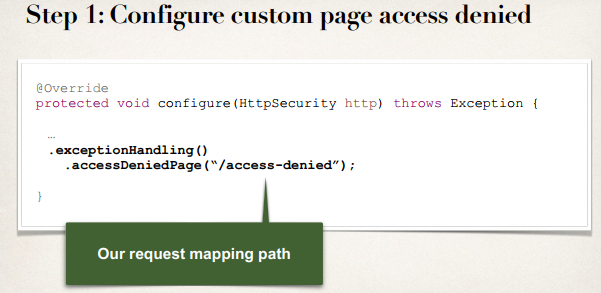 Step 1: Configure custom page access denied
@Override
protected void configure(HttpSecurity http) throws Exception {
…
.exceptionHandling()
.accessDeniedPage(“/access-denied”);
}
Our request mapping path